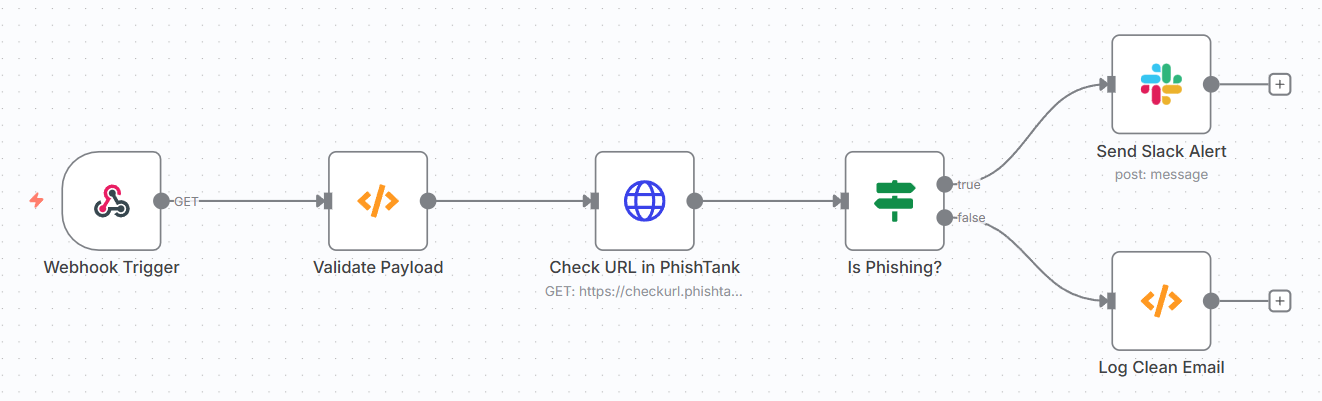 GET
Webhook Trigger
Validate Payload
Check URL in PhishTank
GET: https://checkurl.phishta...
true
false
Is Phishing?
Send Slack Alert
post: message
Log Clean Email